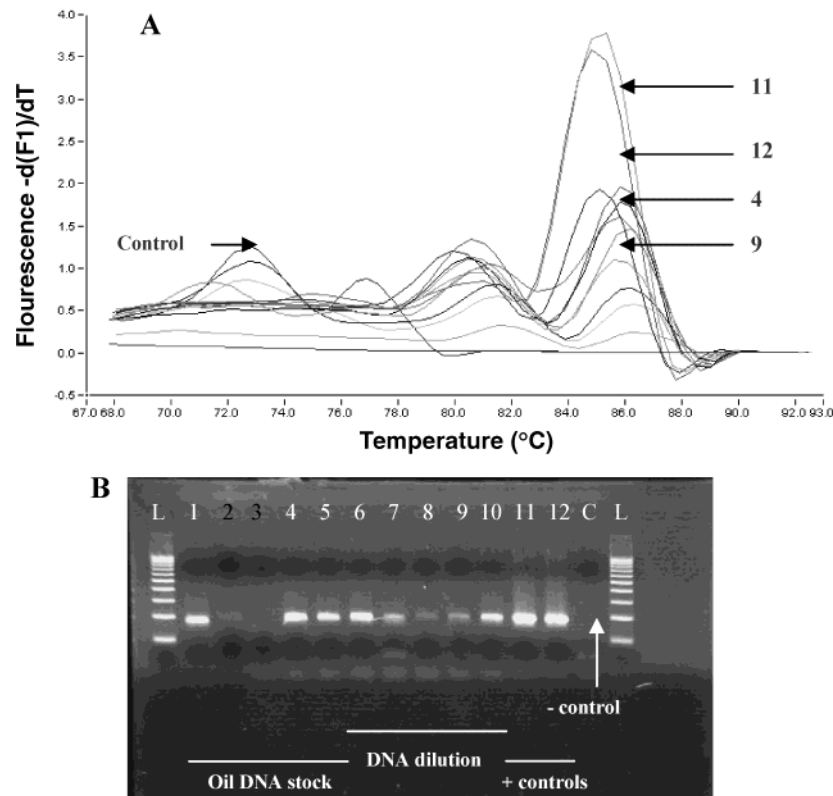 A
Flourescence -d(F1)/dT
4.0
3.5
3.0
2.5
2.0
1.5
1.0
0.5
0.0
-0.5
11
12
4
9
Control
67.0 68.0 70.0 72.0 74.0 76.0 78.0 80.0 82.0 84.0 86.0 88.0 90.0 92.0 93.0
Temperature (°C)
B
L 1 2 3 4 5 6 7 8 9 10 11 12 C L
- control
DNA dilution
Oil DNA stock
+ controls